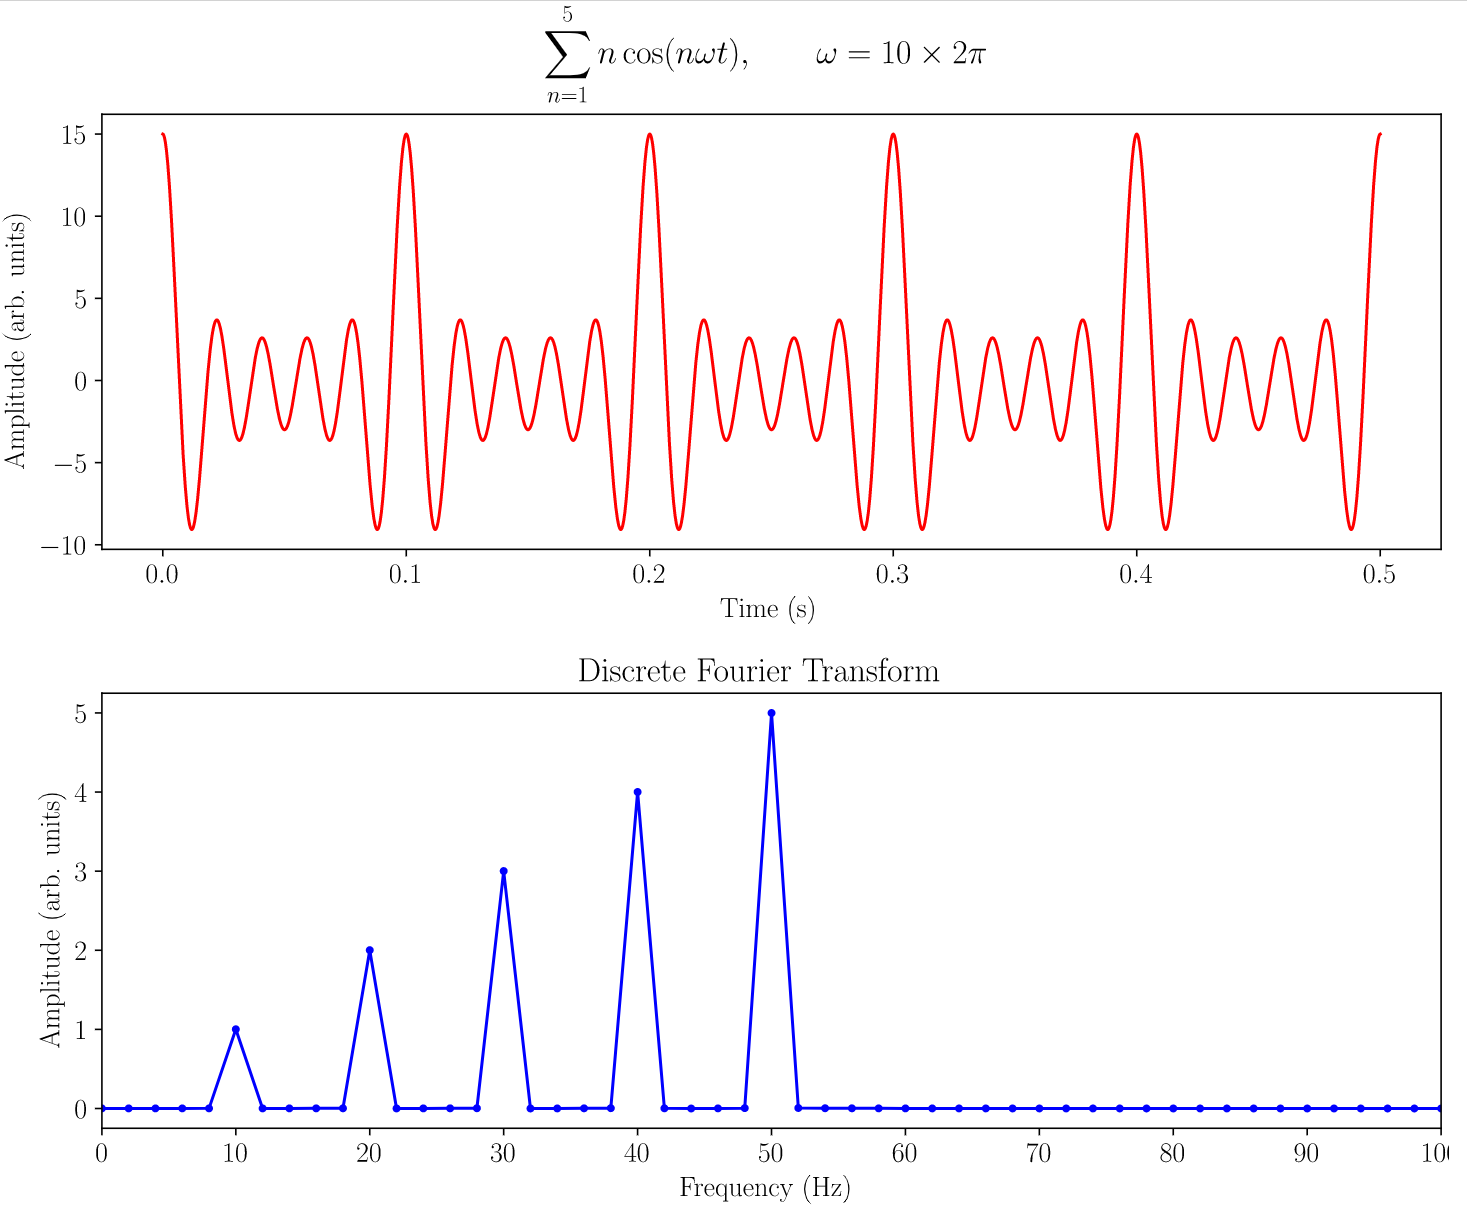 5
∑ n cos(nωt), ω = 10 × 2π
n=1
15
10
5
0
−5
−10
Amplitude (arb. units)
0.0 0.1 0.2 0.3 0.4 0.5
Time (s)
Discrete Fourier Transform
5
4
3
2
1
0
Amplitude (arb. units)
0 10 20 30 40 50 60 70 80 90 10
Frequency (Hz)